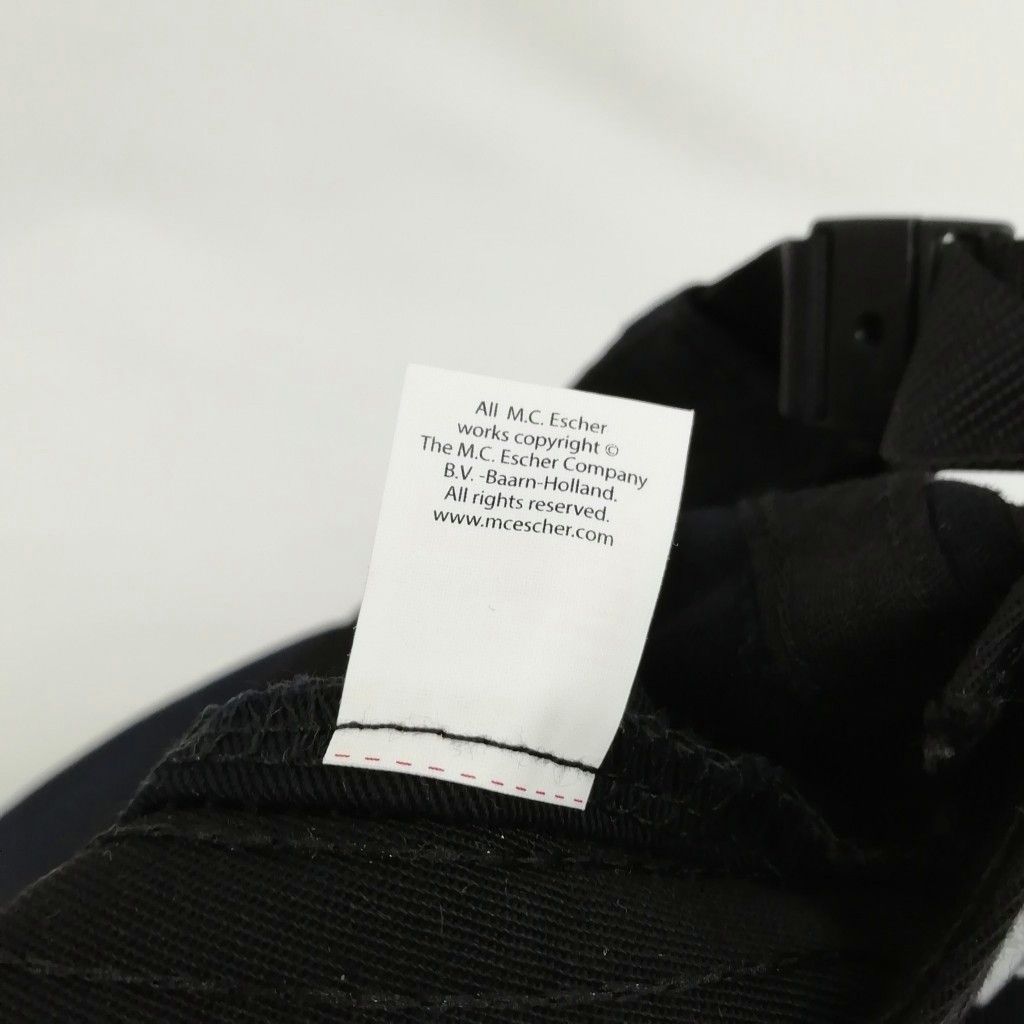 All M.C. Escher
works copyright ©
The M.C. Escher Company
B.V. -Baarn-Holland.
All rights reserved.
www.mcescher.com